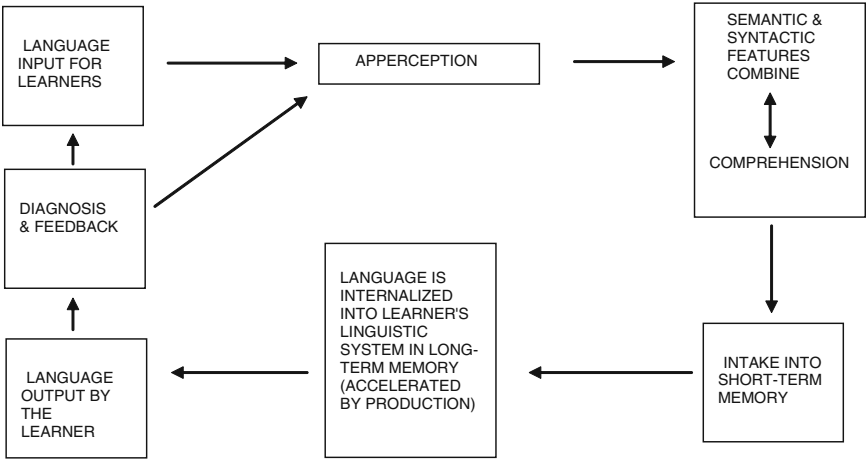 LANGUAGE
INPUT FOR
LEARNERS
APPERCEPTION
SEMANTIC &
SYNTACTIC
FEATURES
COMBINE
COMPREHENSION
DIAGNOSIS
& FEEDBACK
LANGUAGE IS
INTERNALIZED
INTO LEARNER'S
LINGUISTIC
SYSTEM IN LONG-
TERM MEMORY
(ACCELERATED
BY PRODUCTION)
INTAKE INTO
SHORT-TERM
MEMORY
LANGUAGE
OUTPUT BY
THE
LEARNER